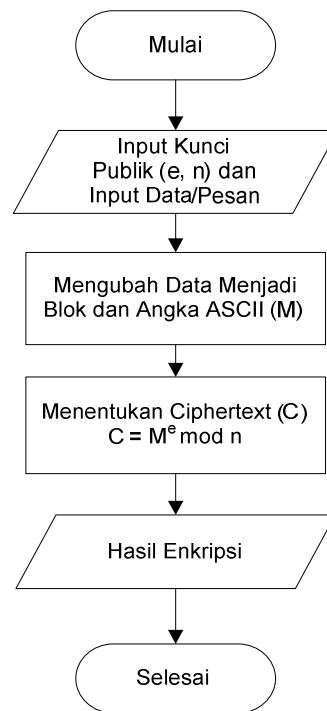 Mulai
Input Kunci
Publik (e, n) dan
Input Data/Pesan
Mengubah Data Menjadi
Blok dan Angka ASCII (M)
Menentukan Ciphertext (C)
C = M^e mod n
Hasil Enkripsi
Selesai